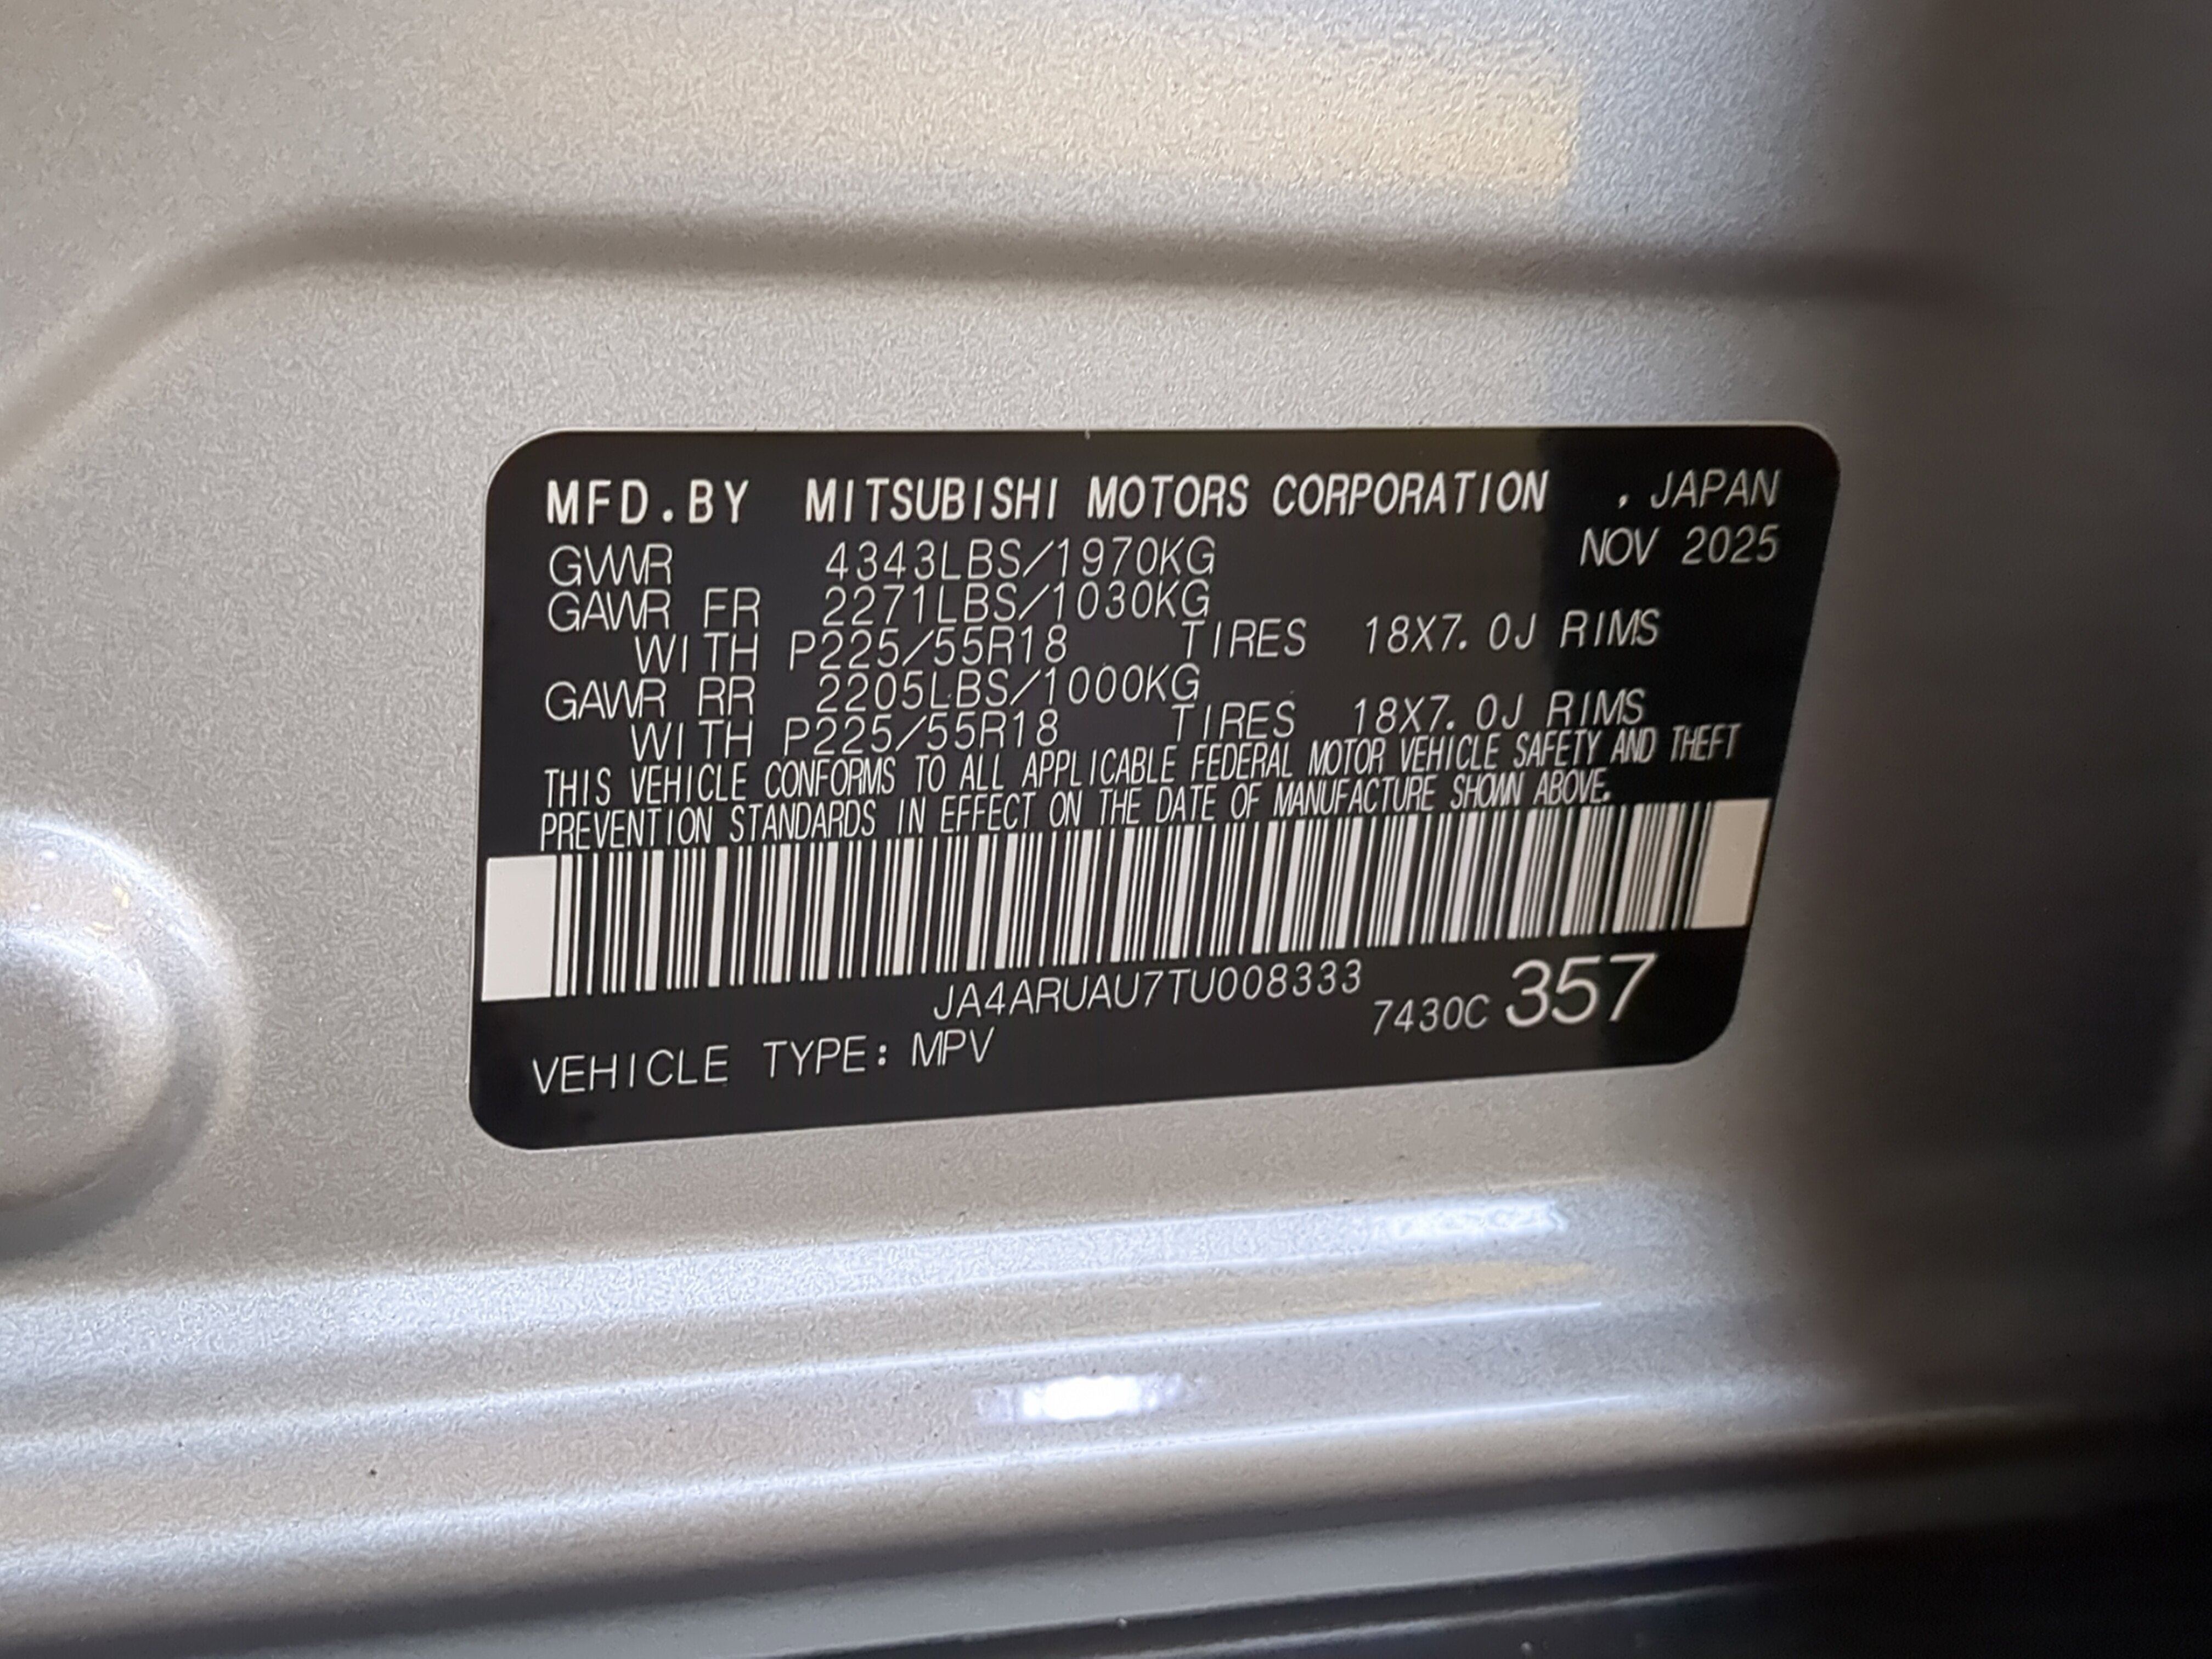 MFD.BY MITSUBISHI MOTORS CORPORATION , JAPAN
NOV 2025
GVWR 4343LBS/1970KG
GAWR FR 2271LBS/1030KG
WITH P225/55R18 TIRES 18X7.0J RIMS
GAWR RR 2205LBS/1000KG
WITH P225/55R18 TIRES 18X7.0J RIMS
THIS VEHICLE CONFORMS TO ALL APPLICABLE FEDERAL MOTOR VEHICLE SAFETY AND THEFT
PREVENTION STANDARDS IN EFFECT ON THE DATE OF MANUFACTURE SHOWN ABOVE.
JA4ARUAU7TU008333
7430C 357
VEHICLE TYPE: MPV